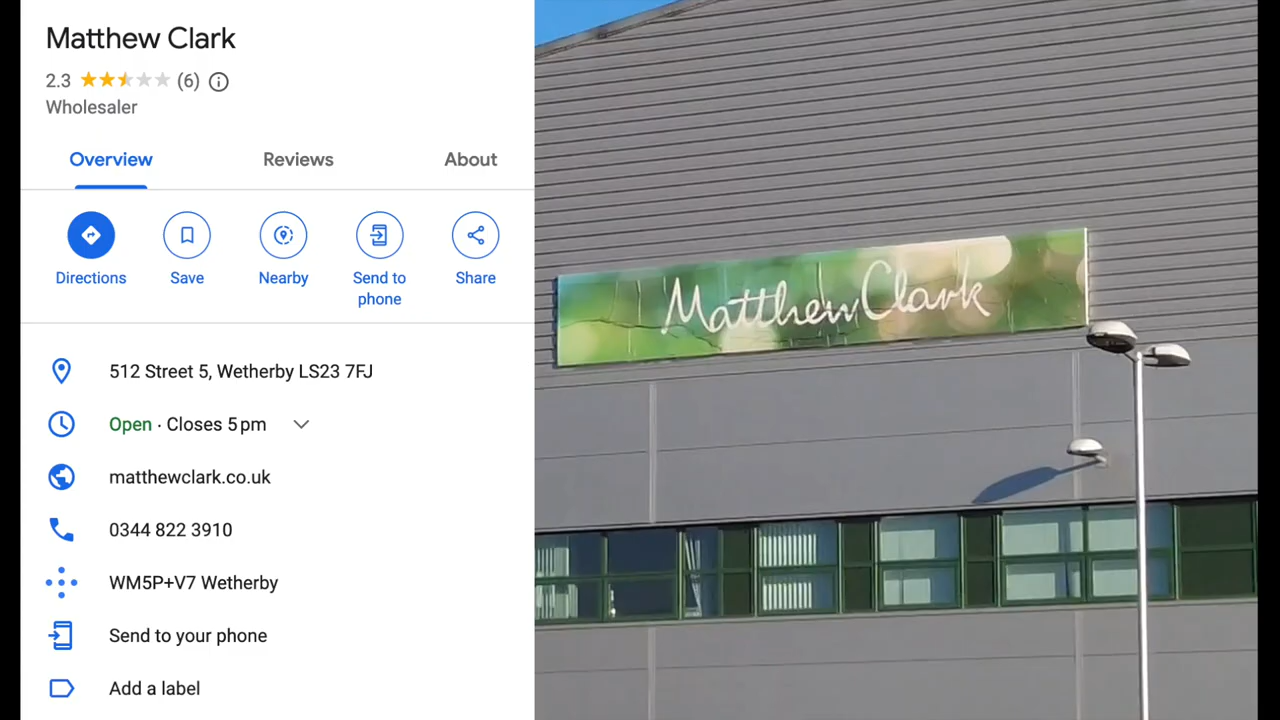 Matthew Clark
2.3 (6)
Wholesaler
Overview Reviews About
Directions Save Nearby Send to phone Share
512 Street 5, Wetherby LS23 7FJ
Open · Closes 5 pm
matthewclark.co.uk
0344 822 3910
WM5P+V7 Wetherby
Send to your phone
Add a label
Matthew Clark